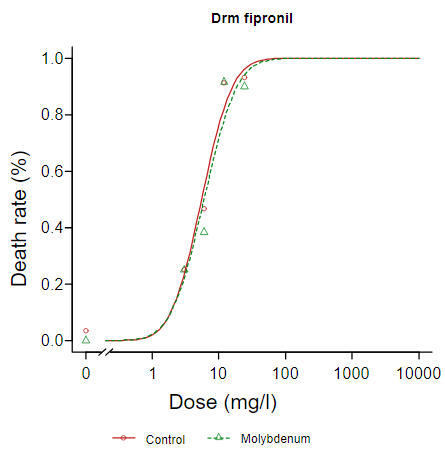 Drm fipronil
1.0
0.8
0.6
0.4
0.2
0.0
Death rate (%)
0 1 10 100 1000 10000
Dose (mg/l)
Control Molybdenum